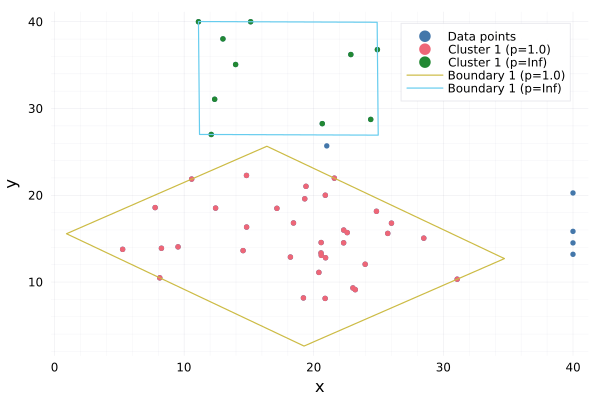 40
30
20
10
y
0
10
20
30
40
x
Data points
Cluster 1 (p=1.0)
Cluster 1 (p=Inf)
Boundary 1 (p=1.0)
Boundary 1 (p=Inf)